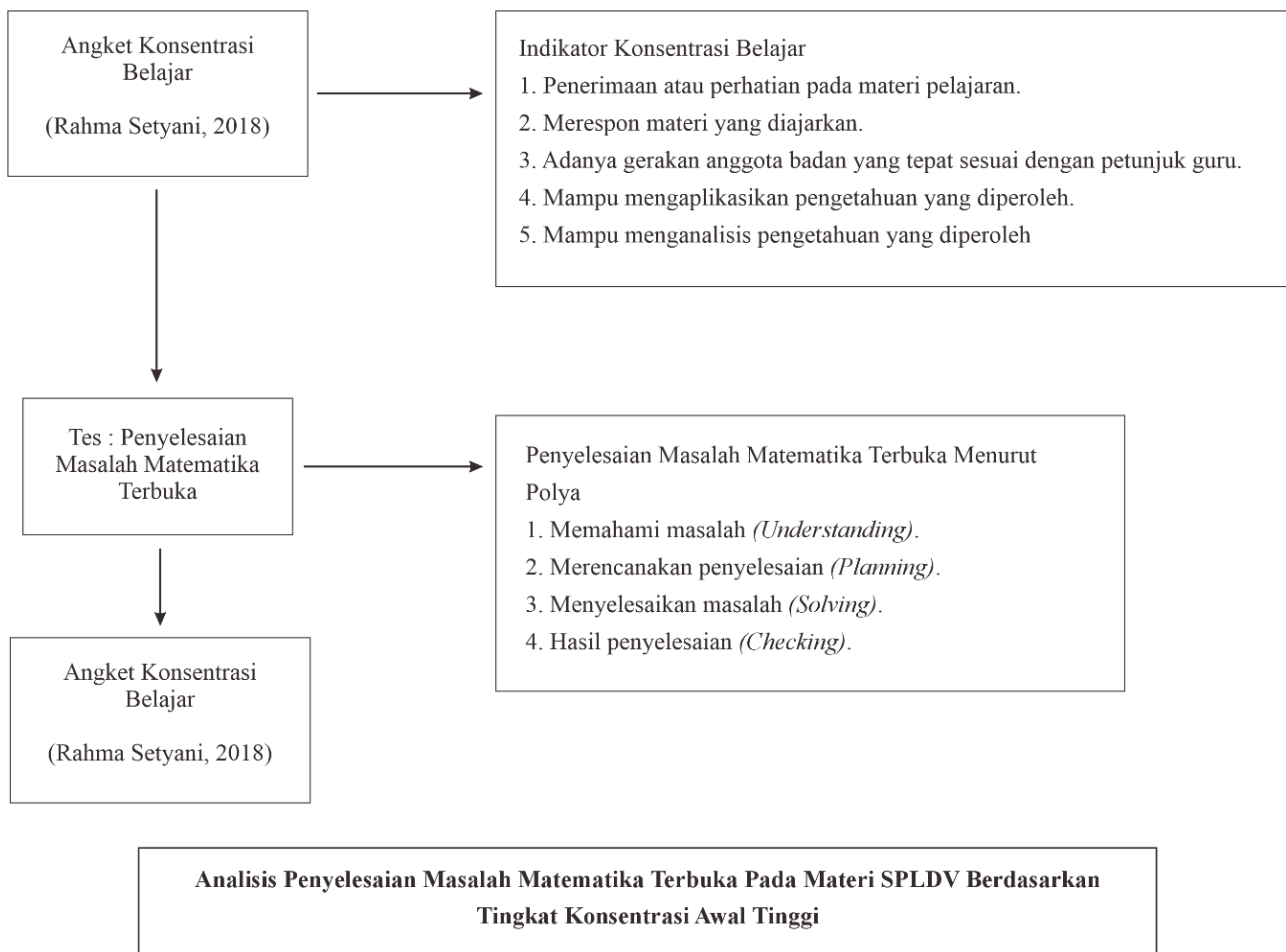 Angket Konsentrasi
Belajar
(Rahma Setyani, 2018)
Indikator Konsentrasi Belajar
1. Penerimaan atau perhatian pada materi pelajaran.
2. Merespon materi yang diajarkan.
3. Adanya gerakan anggota badan yang tepat sesuai dengan petunjuk guru.
4. Mampu mengaplikasikan pengetahuan yang diperoleh.
5. Mampu menganalisis pengetahuan yang diperoleh
Tes : Penyelesaian
Masalah Matematika
Terbuka
Penyelesaian Masalah Matematika Terbuka Menurut
Polya
1. Memahami masalah (Understanding).
2. Merencanakan penyelesaian (Planning).
3. Menyelesaikan masalah (Solving).
4. Hasil penyelesaian (Checking).
Angket Konsentrasi
Belajar
(Rahma Setyani, 2018)
Analisis Penyelesaian Masalah Matematika Terbuka Pada Materi SPLDV Berdasarkan
Tingkat Konsentrasi Awal Tinggi